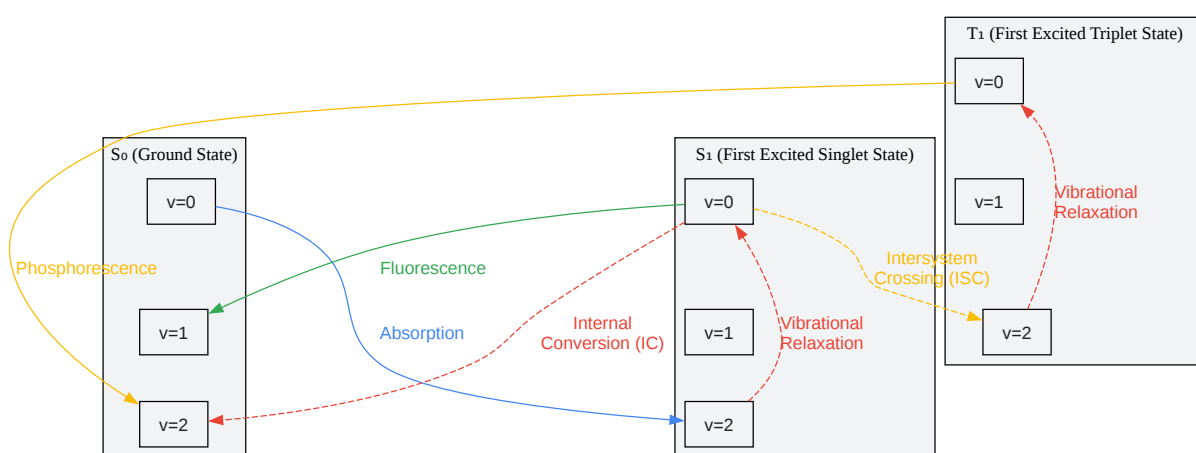 T₁ (First Excited Triplet State)
v=0
S₀ (Ground State)
S₁ (First Excited Singlet State)
v=0
v=0
v=1
Vibrational
Relaxation
Phosphorescence
Fluorescence
Intersystem
Crossing (ISC)
v=1
Absorption
Internal
Conversion (IC)
v=1
Vibrational
Relaxation
v=2
v=2
v=2